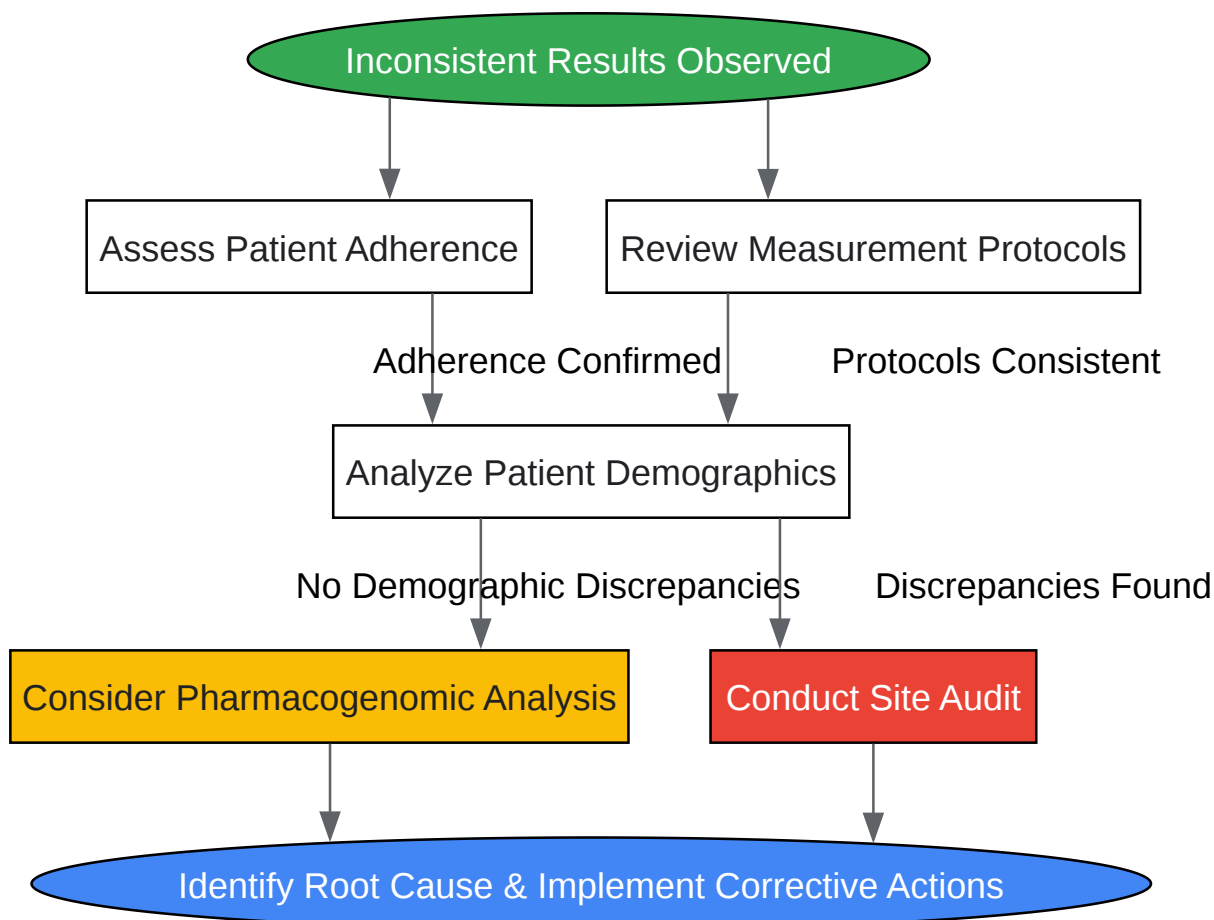 Inconsistent Results Observed
Assess Patient Adherence
Review Measurement Protocols
Adherence Confirmed
Protocols Consistent
Analyze Patient Demographics
No Demographic Discrepancies
Discrepancies Found
Consider Pharmacogenomic Analysis
Conduct Site Audit
Identify Root Cause & Implement Corrective Actions